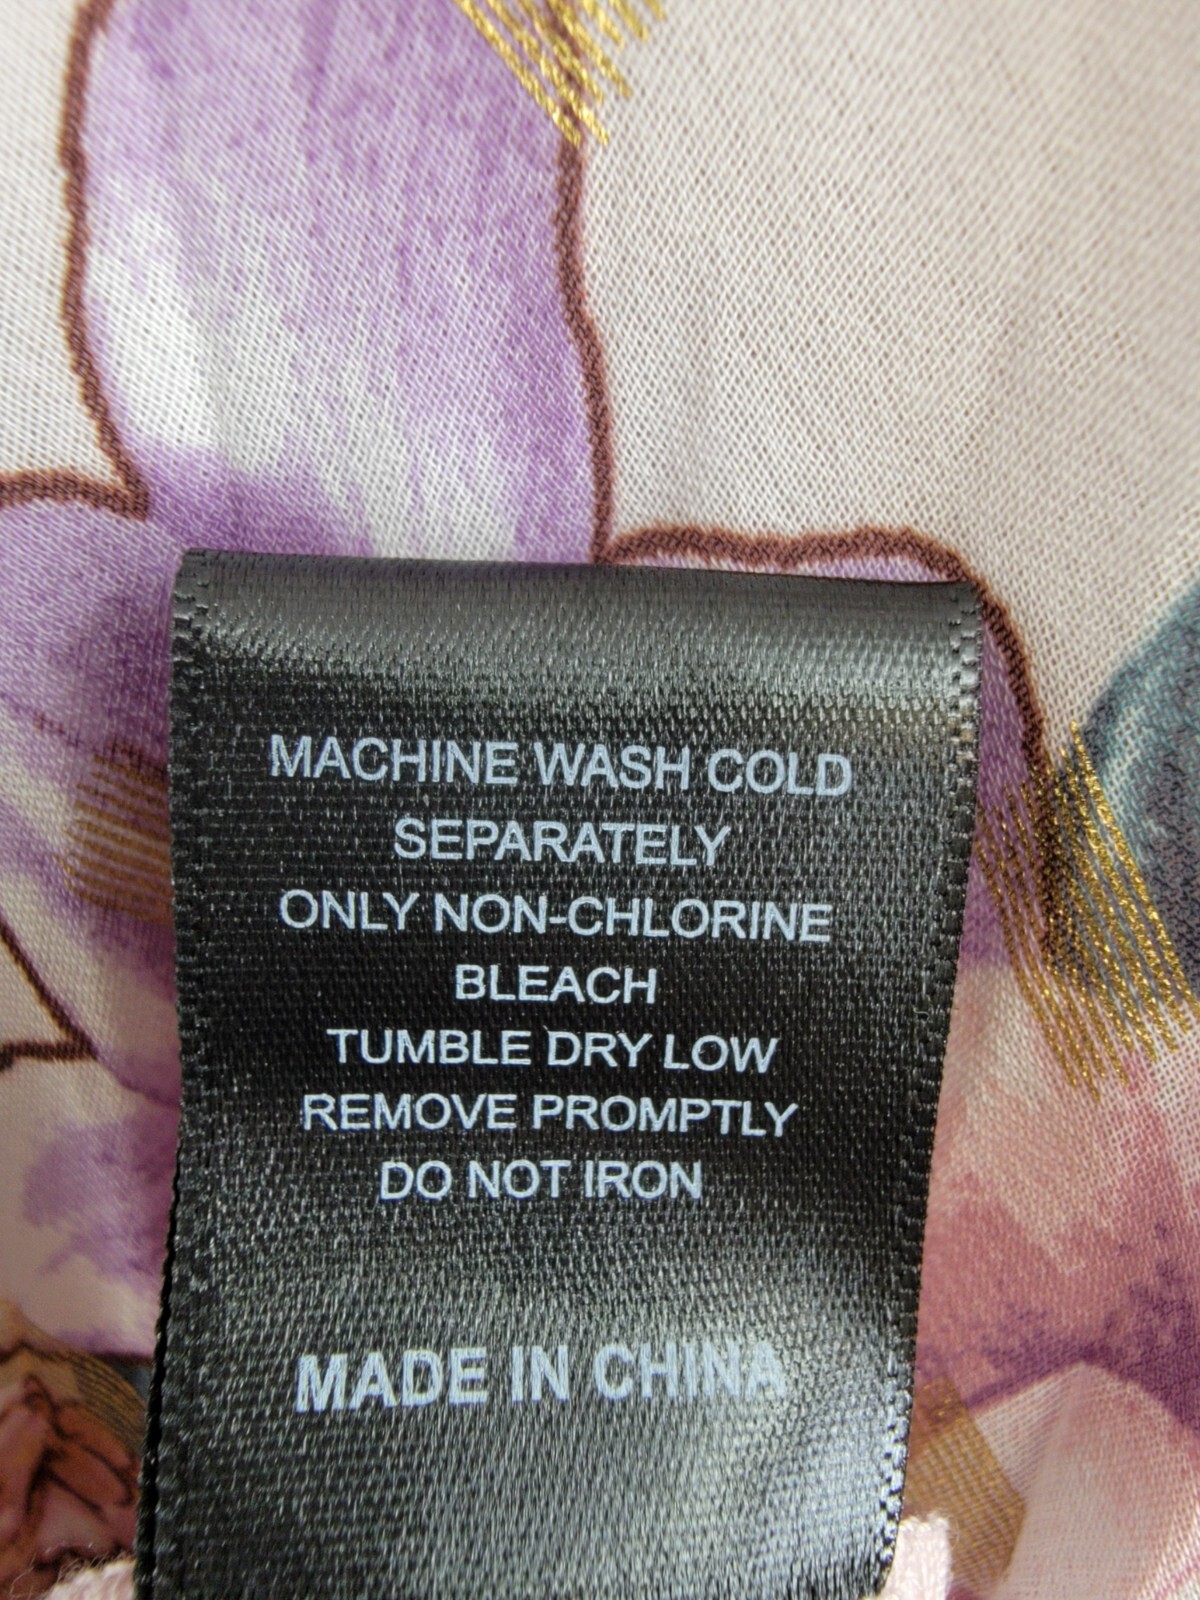 MACHINE WASH COLD
SEPARATELY
ONLY NON-CHLORINE
BLEACH
TUMBLE DRY LOW
REMOVE PROMPTLY
DO NOT IRON
MADE IN CHINA